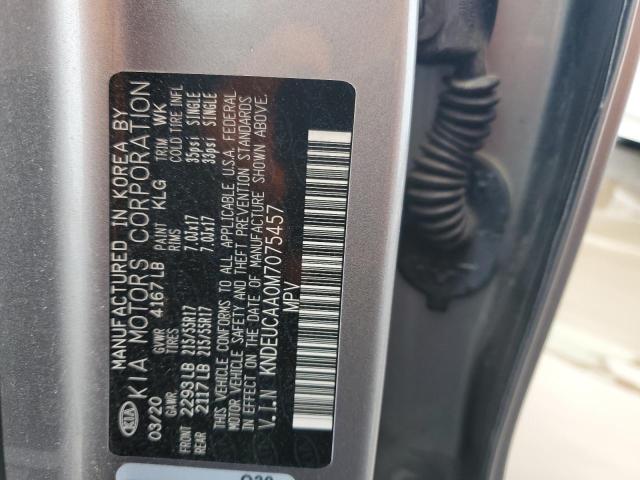 MANUFACTURED IN KOREA BY
KIA KIA MOTORS CORPORATION
03/20 GVWR 4167 LB PAINT KLG TRIM WK
GAWR. TIRES RIMS COLD TIRE INFL
FRONT 2293 LB 215/55R17 7.0Jx17 35psi SINGLE
REAR 2117 LB 215/55R17 7.0Jx17 33psi SINGLE
THIS VEHICLE CONFORMS TO ALL APPLICABLE U.S.A. FEDERAL
MOTOR VEHICLE SAFETY AND THEFT PREVENTION STANDARDS
IN EFFECT ON THE DATE OF MANUFACTURE SHOWN ABOVE.
V.I.N KNDEUCAA0M7075457
MPV